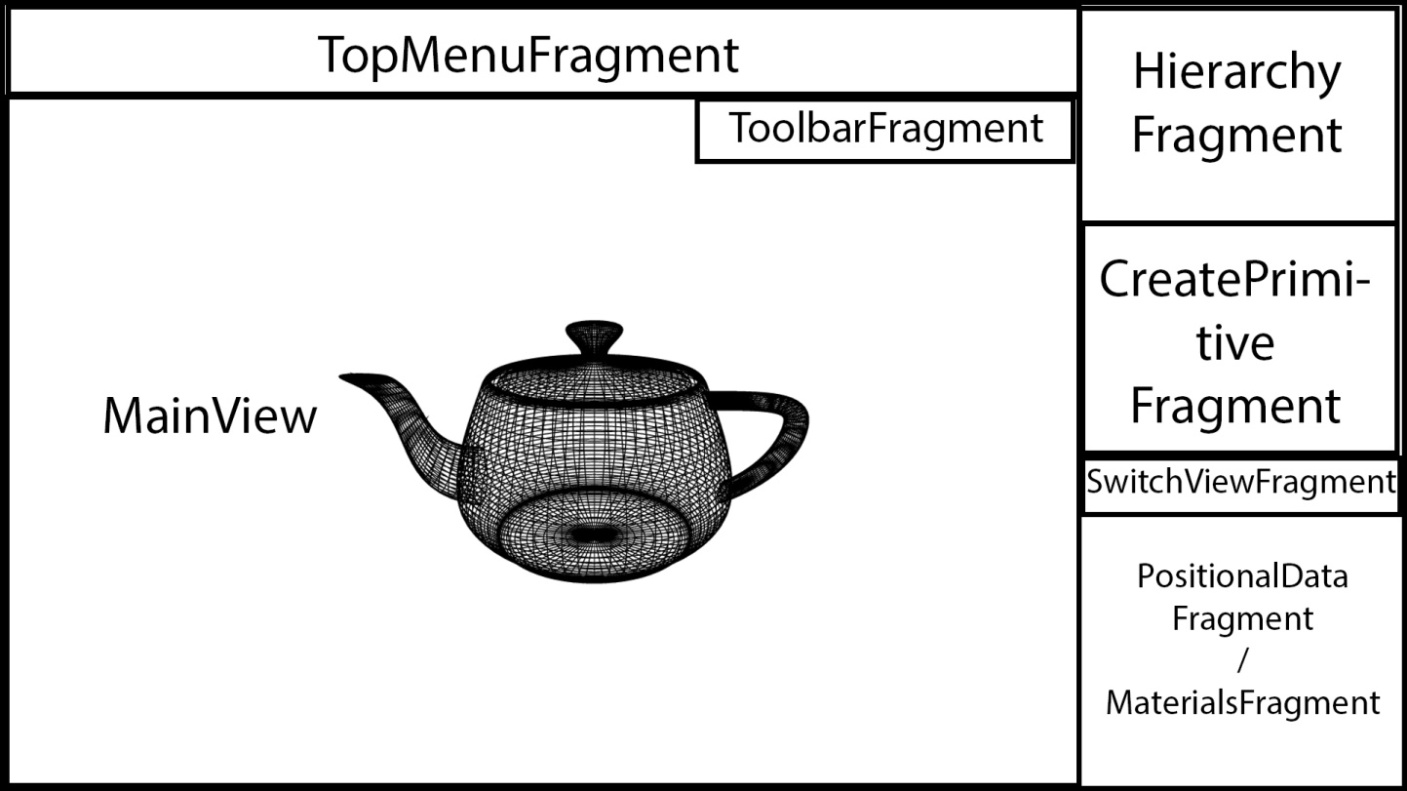 TopMenuFragment
ToolbarFragment
MainView
Hierarchy
Fragment
CreatePrimi-
tive
Fragment
SwitchViewFragment
PositionalData
Fragment
/
MaterialsFragment